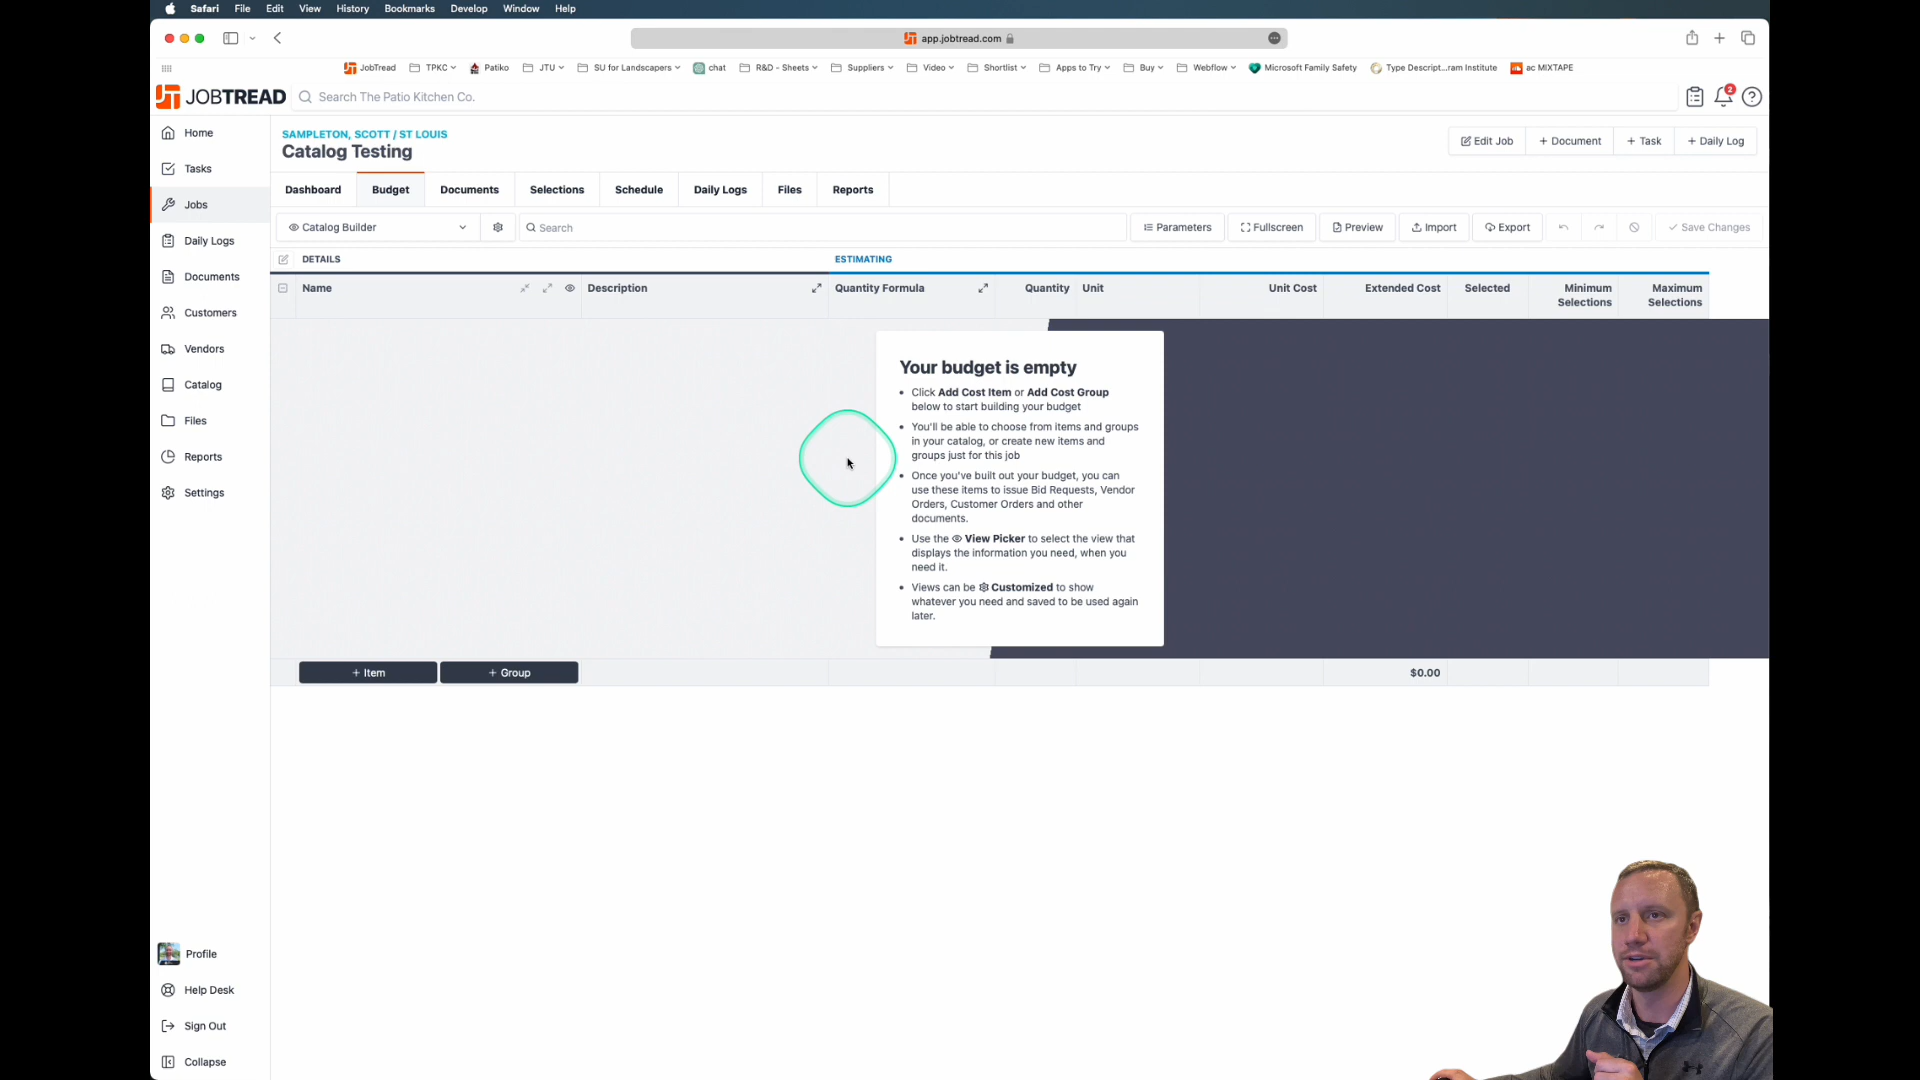 Safari File Edit View History Bookmarks Develop Window Help
app.jobtread.com
JobTread TPKC Patiko JTU SU for Landscapers chat R&D - Sheets Suppliers Video Shortlist Apps to Try Buy Webflow Microsoft Family Safety Type Descript...ram Institute ac MIXTAPE
JOBTREAD Search The Patio Kitchen Co. 2
Home
Tasks
Jobs
Daily Logs
Documents
Customers
Vendors
Catalog
Files
Reports
Settings
Profile
Help Desk
Sign Out
Collapse
SAMPLETON, SCOTT / ST LOUIS
Catalog Testing
Edit Job + Document + Task + Daily Log
Dashboard Budget Documents Selections Schedule Daily Logs Files Reports
Catalog Builder Search Parameters Fullscreen Preview Import Export Save Changes
DETAILS ESTIMATING
Name Description Quantity Formula Quantity Unit Unit Cost Extended Cost Selected Minimum Selections Maximum Selections
Your budget is empty
• Click Add Cost Item or Add Cost Group
below to start building your budget
• You'll be able to choose from items and groups
in your catalog, or create new items and
groups just for this job
• Once you've built out your budget, you can
use these items to issue Bid Requests, Vendor
Orders, Customer Orders and other
documents.
• Use the View Picker to select the view that
displays the information you need, when you
need it.
• Views can be Customized to show
whatever you need and saved to be used again
later.
+ Item + Group $0.00